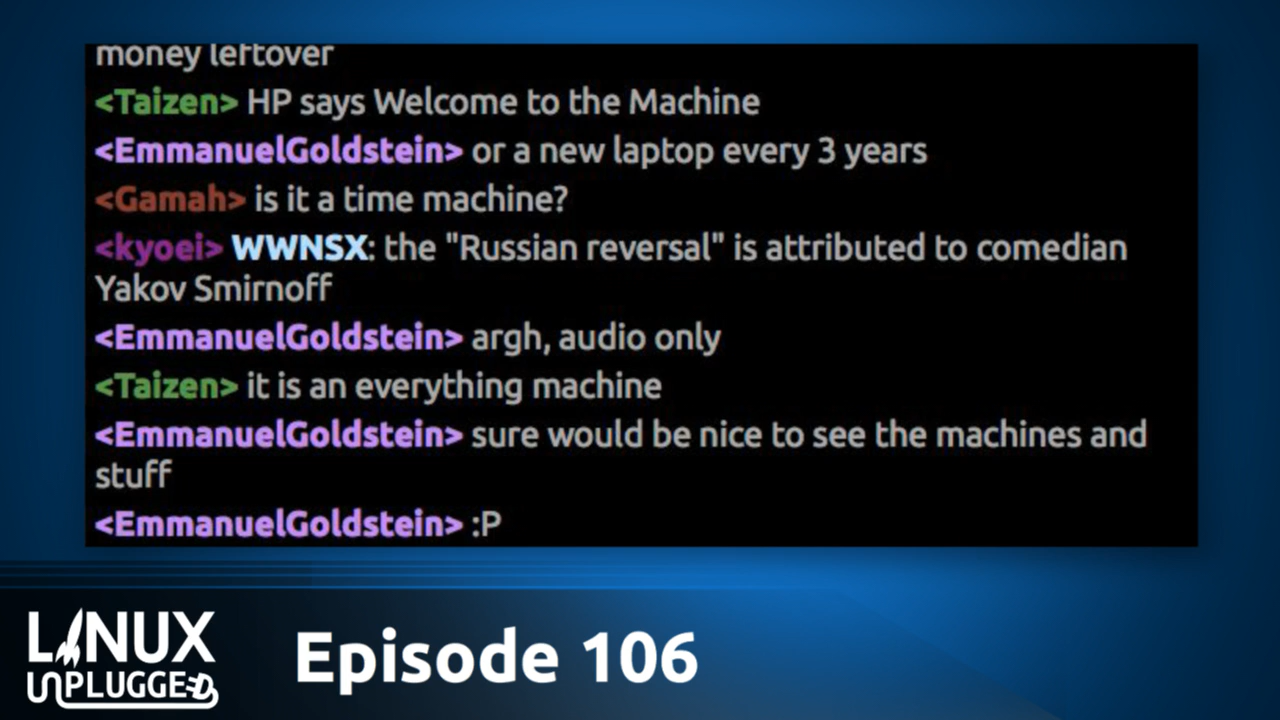 money leftover
<Taizen> HP says Welcome to the Machine
<EmmanuelGoldstein> or a new laptop every 3 years
<Gamah> is it a time machine?
<kyoei> WWNSX: the "Russian reversal" is attributed to comedian
Yakov Smirnoff
<EmmanuelGoldstein> argh, audio only
<Taizen> it is an everything machine
<EmmanuelGoldstein> sure would be nice to see the machines and
stuff
<EmmanuelGoldstein> :P
LINUX
UNPLUGGED
Episode 106